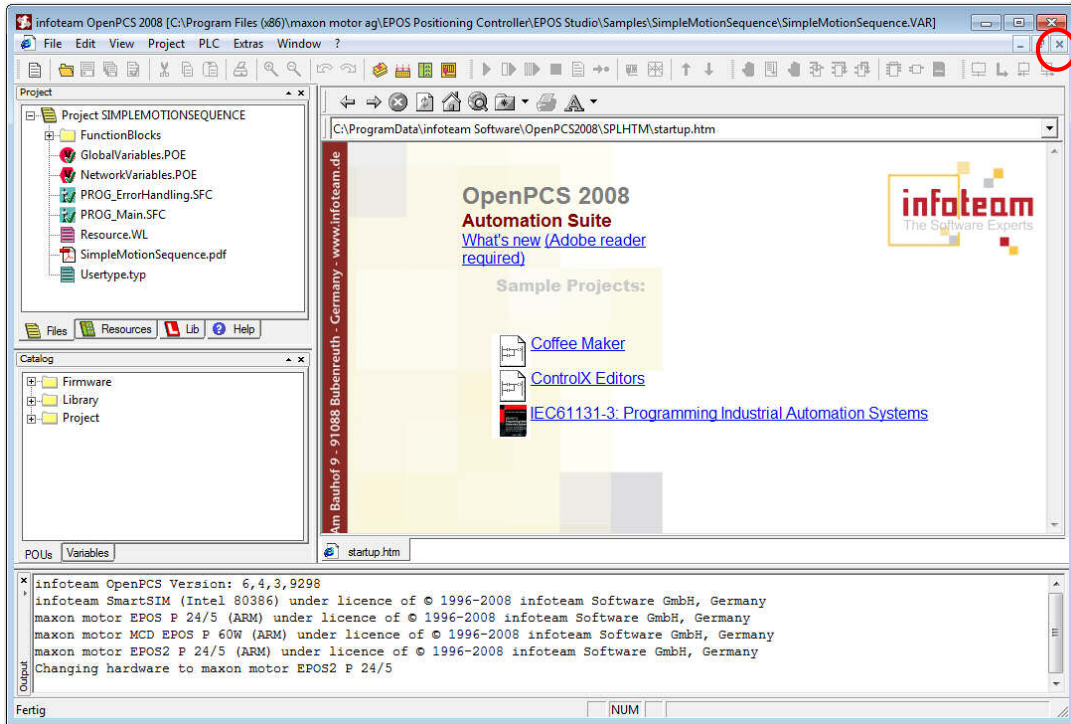 infoteam OpenPCS 2008 [C:\Program Files (x86)\maxon motor ag\EPOS Positioning Controller\EPOS Studio\Samples\SimpleMotionSequence\SimpleMotionSequence.VAR]
File Edit View Project PLC Extras Window ?
Project
Project SIMPLEMOTIONSEQUENCE
FunctionBlocks
GlobalVariables.POE
NetworkVariables.POE
PROG_ErrorHandling.SFC
PROG_Main.SFC
Resource.WL
SimpleMotionSequence.pdf
Usertype.typ
Files Resources Lib Help
Catalog
Firmware
Library
Project
POUs Variables
C:\ProgramData\infoteam Software\OpenPCS2008\SPLHTM\startup.htm
Am Bauhof 9 - 91088 Bubenreuth - Germany - www.infoteam.de
OpenPCS 2008
Automation Suite
What's new (Adobe reader
required)
infoteam
The Software Experts
Sample Projects:
Coffee Maker
ControlX Editors
IEC61131-3: Programming Industrial Automation Systems
startup.htm
Output
infoteam OpenPCS Version: 6,4,3,9298
infoteam SmartSIM (Intel 80386) under licence of © 1996-2008 infoteam Software GmbH, Germany
maxon motor EPOS P 24/5 (ARM) under licence of © 1996-2008 infoteam Software GmbH, Germany
maxon motor MCD EPOS P 60W (ARM) under licence of © 1996-2008 infoteam Software GmbH, Germany
maxon motor EPOS2 P 24/5 (ARM) under licence of © 1996-2008 infoteam Software GmbH, Germany
Changing hardware to maxon motor EPOS2 P 24/5
Fertig
NUM